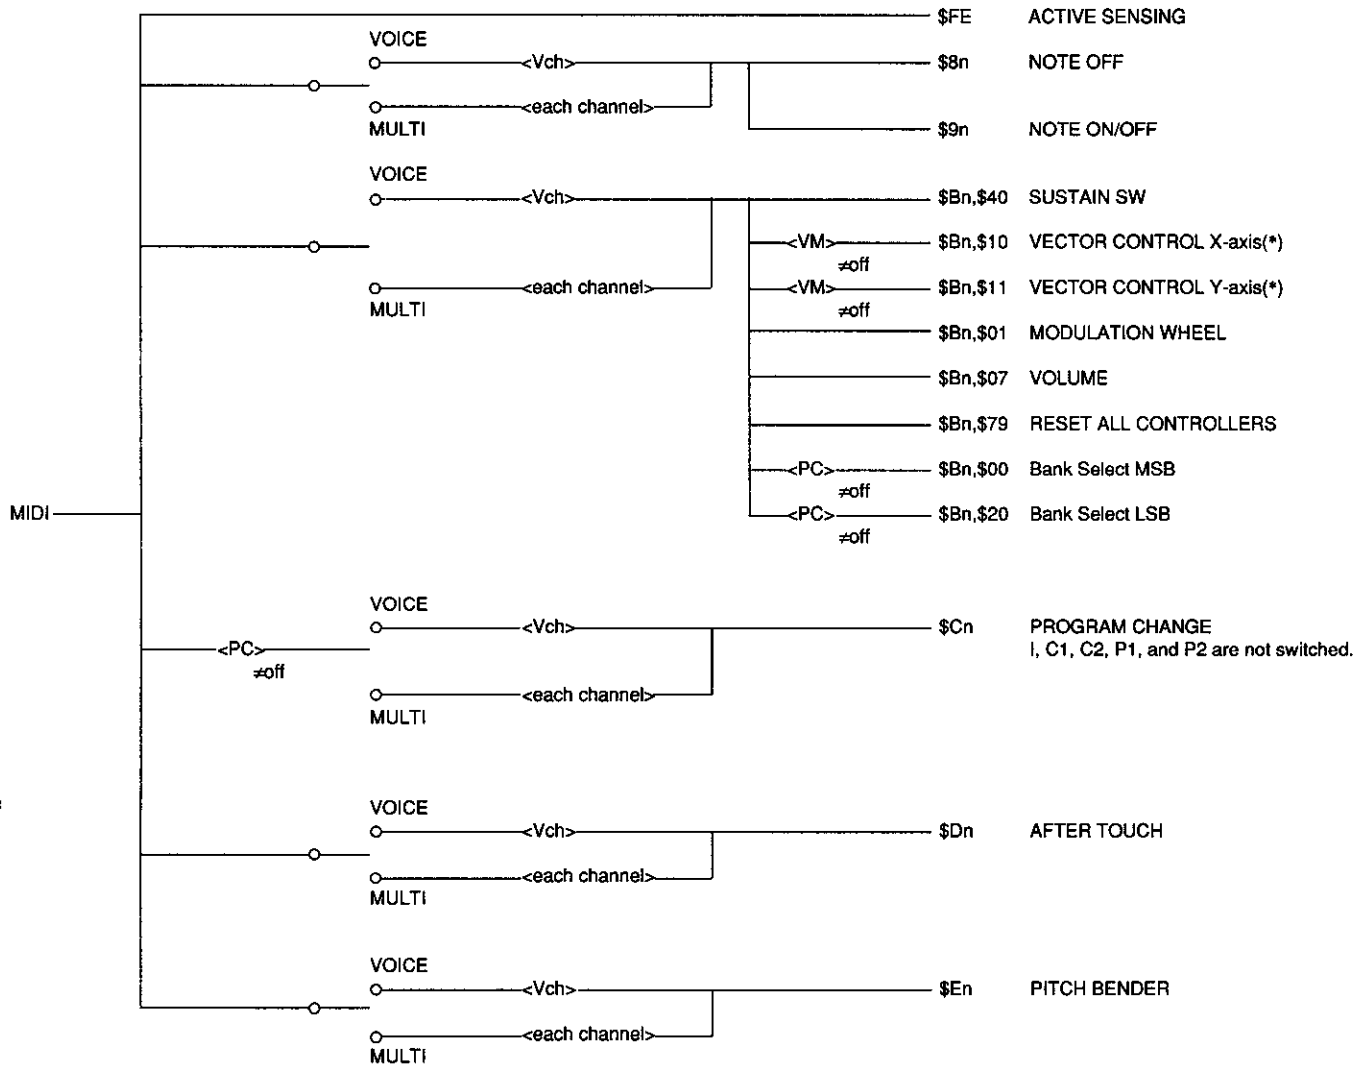 $FE ACTIVE SENSING
VOICE
<Vch> $8n NOTE OFF
<each channel>
MULTI
$9n NOTE ON/OFF
VOICE
<Vch> $Bn,$40 SUSTAIN SW
<VM> $Bn,$10 VECTOR CONTROL X-axis(*)
≠off
<each channel> <VM> $Bn,$11 VECTOR CONTROL Y-axis(*)
MULTI ≠off
$Bn,$01 MODULATION WHEEL
$Bn,$07 VOLUME
$Bn,$79 RESET ALL CONTROLLERS
<PC> $Bn,$00 Bank Select MSB
≠off
MIDI <PC> $Bn,$20 Bank Select LSB
≠off
VOICE
<Vch> $Cn PROGRAM CHANGE
<PC> I, C1, C2, P1, and P2 are not switched.
≠off
<each channel>
MULTI
VOICE
<Vch> $Dn AFTER TOUCH
<each channel>
MULTI
VOICE
<Vch> $En PITCH BENDER
<each channel>
MULTI